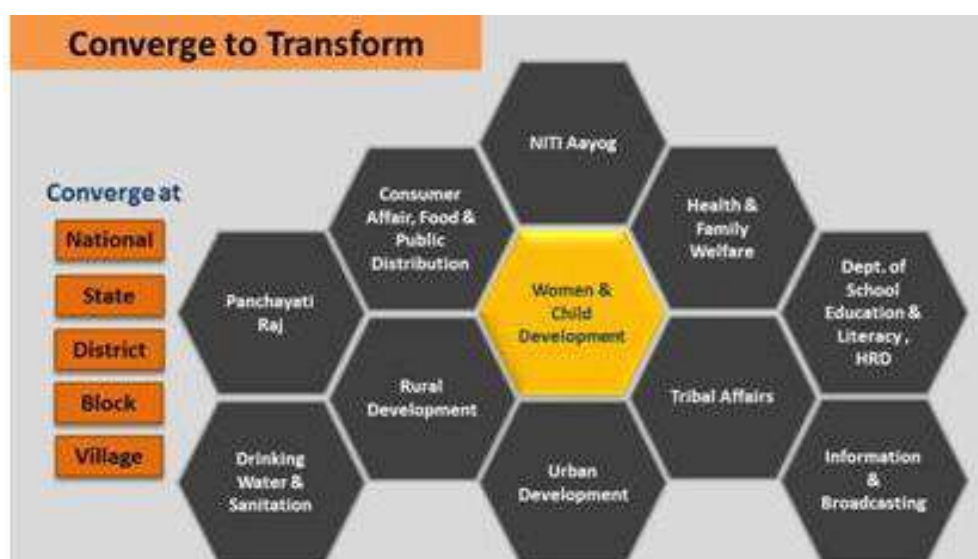 Converge to Transform
Converge at
National
State
District
Block
Village
NITI Aayog
Consumer
Affair, Food &
Public
Distribution
Health &
Family
Welfare
Panchayati
Raj
Women &
Child
Development
Dept. of
School
Education &
Literacy ,
HRD
Rural
Development
Tribal Affairs
Drinking
Water &
Sanitation
Urban
Development
Information
&
Broadcasting